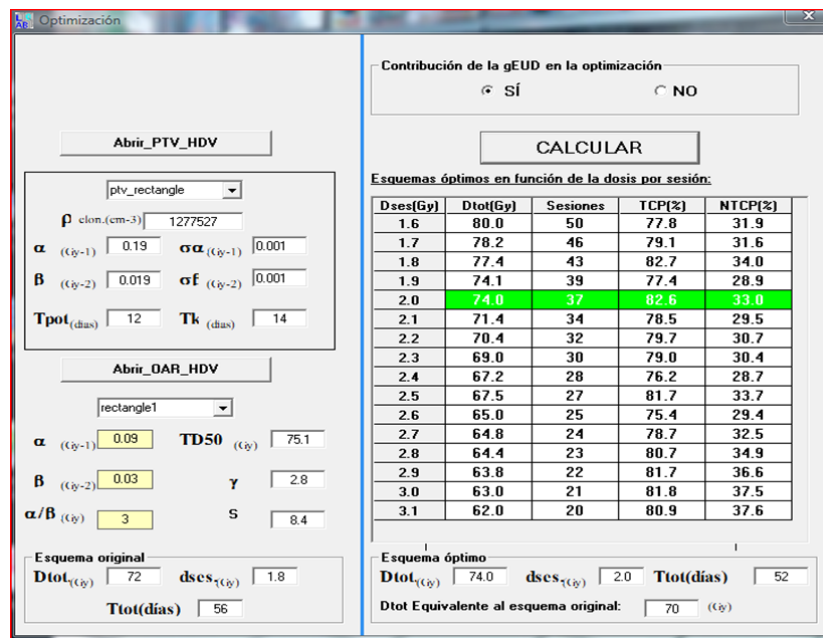 Optimización
Abrir_PTV_HDV
ptv_rectangle
ρ clon.(cm-3) 1277527
α (Gy-1) 0.19 σα (Gy-1) 0.001
β (Gy-2) 0.019 σf (Gy-2) 0.001
Tpot(dias) 12 Tk (dias) 14
Abrir_OAR_HDV
rectangle1
α (Gy-1) 0.09 TD50 (Gy) 75.1
β (Gy-2) 0.03 γ 2.8
α/β (Gy) 3 S 8.4
Esquema original
Dtot,(Gy) 72 dses,(Gy) 1.8
Ttot(días) 56
Contribución de la gEUD en la optimización
SÍ NO
CALCULAR
Esquemas óptimos en función de la dosis por sesión:
Dses(Gy) Dtot(Gy) Sesiones TCP(%) NTCP(%)
1.6 80.0 50 77.8 31.9
1.7 78.2 46 79.1 31.6
1.8 77.4 43 82.7 34.0
1.9 74.1 39 77.4 28.9
2.0 74.0 37 82.6 33.0
2.1 71.4 34 78.5 29.5
2.2 70.4 32 79.7 30.7
2.3 69.0 30 79.0 30.4
2.4 67.2 28 76.2 28.7
2.5 67.5 27 81.7 33.7
2.6 65.0 25 75.4 29.4
2.7 64.8 24 78.7 32.5
2.8 64.4 23 80.7 34.9
2.9 63.8 22 81.7 36.6
3.0 63.0 21 81.8 37.5
3.1 62.0 20 80.9 37.6
Esquema óptimo
Dtot,(Gy) 74.0 dses,(Gy) 2.0 Ttot(días) 52
Dtot Equivalente al esquema original: 70 (Gy)